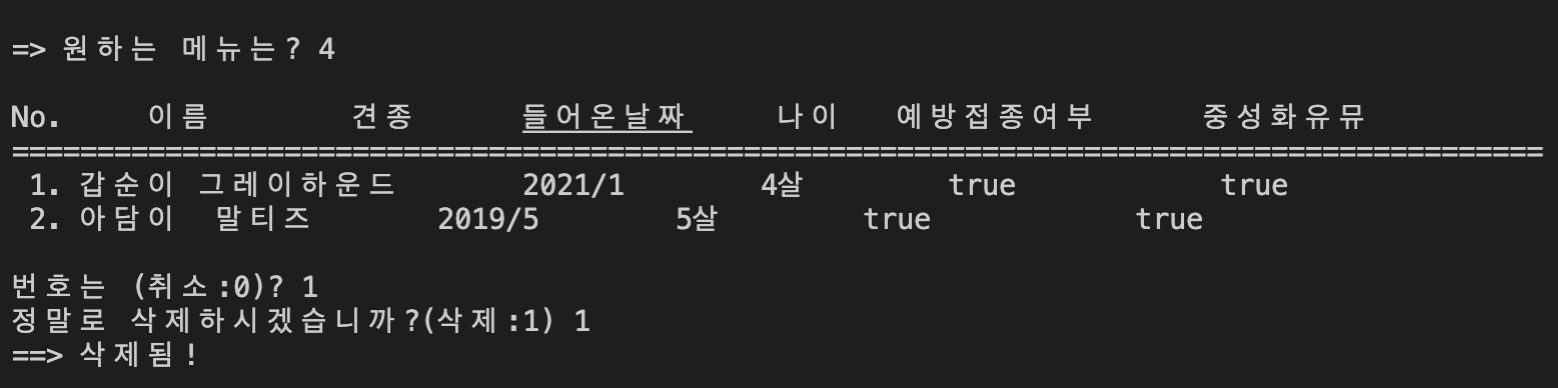 => 원하는 메뉴는? 4
No. 이름 견종 들어온날짜 나이 예방접종여부 중성화유뮤
==========================================================================================
1. 갑순이 그레이하운드 2021/1 4살 true true
2. 아담이 말티즈 2019/5 5살 true true
번호는 (취소:0)? 1
정말로 삭제하시겠습니까?(삭제:1) 1
==> 삭제됨!